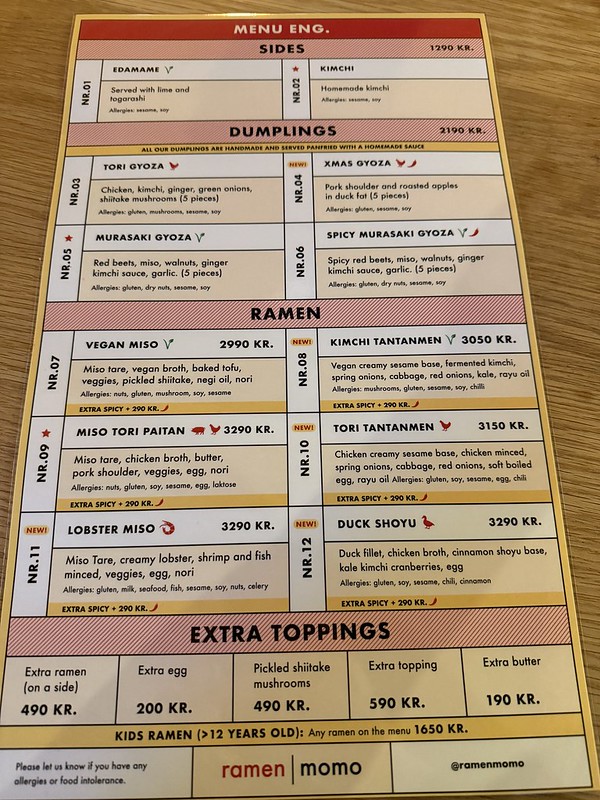 MENU ENG.
SIDES 1290 KR.
NR.01
EDAMAME
Served with lime and
togarashi
Allergies: sesame, soy
NR.02
KIMCHI
Homemade kimchi
Allergies: sesame, soy
DUMPLINGS 2190 KR.
ALL OUR DUMPLINGS ARE HANDMADE AND SERVED PANFRIED WITH A HOMEMADE SAUCE
NR.03
TORI GYOZA
Chicken, kimchi, ginger, green onions,
shiitake mushrooms (5 pieces)
Allergies: gluten, mushrooms, sesame, soy
NEW!
NR.04
XMAS GYOZA
Pork shoulder and roasted apples
in duck fat (5 pieces)
Allergies: gluten, sesame, soy
NR.05
MURASAKI GYOZA
Red beets, miso, walnuts, ginger
kimchi sauce, garlic. (5 pieces)
Allergies: gluten, dry nuts, sesame, soy
NR.06
SPICY MURASAKI GYOZA
Spicy red beets, miso, walnuts, ginger
kimchi sauce, garlic. (5 pieces)
Allergies: gluten, dry nuts, sesame, soy
RAMEN
NR.07
VEGAN MISO 2990 KR.
Miso tare, vegan broth, baked tofu,
veggies, pickled shiitake, negi oil, nori
Allergies: nuts, gluten, mushroom, soy, sesame
EXTRA SPICY + 290 KR.
NEW!
NR.08
KIMCHI TANTANMEN 3050 KR.
Vegan creamy sesame base, fermented kimchi,
spring onions, cabbage, red onions, kale, rayu oil
Allergies: mushrooms, gluten, sesame, soy, chilli
EXTRA SPICY + 290 KR.
NR.09
MISO TORI PAITAN 3290 KR.
Miso tare, chicken broth, butter,
pork shoulder, veggies, egg, nori
Allergies: nuts, gluten, soy, sesame, egg, laktose
EXTRA SPICY + 290 KR.
NEW!
NR.10
TORI TANTANMEN 3150 KR.
Chicken creamy sesame base, chicken minced,
spring onions, cabbage, red onions, soft boiled
egg, rayu oil Allergies: gluten, soy, sesame, egg, chili
EXTRA SPICY + 290 KR.
NEW!
NR.11
LOBSTER MISO 3290 KR.
Miso Tare, creamy lobster, shrimp and fish
minced, veggies, egg, nori
Allergies: gluten, milk, seafood, fish, sesame, soy, nuts, celery
EXTRA SPICY + 290 KR.
NEW!
NR.12
DUCK SHOYU 3290 KR.
Duck fillet, chicken broth, cinnamon shoyu base,
kale kimchi cranberries, egg
Allergies: gluten, soy, sesame, chili, cinnamon
EXTRA SPICY + 290 KR.
EXTRA TOPPINGS
Extra ramen
(on a side)
490 KR.
Extra egg
200 KR.
Pickled shiitake
mushrooms
490 KR.
Extra topping
590 KR.
Extra butter
190 KR.
KIDS RAMEN (>12 YEARS OLD): Any ramen on the menu 1650 KR.
Please let us know if you have any
allergies or food intolerance.
ramen | momo
@ramenmomo